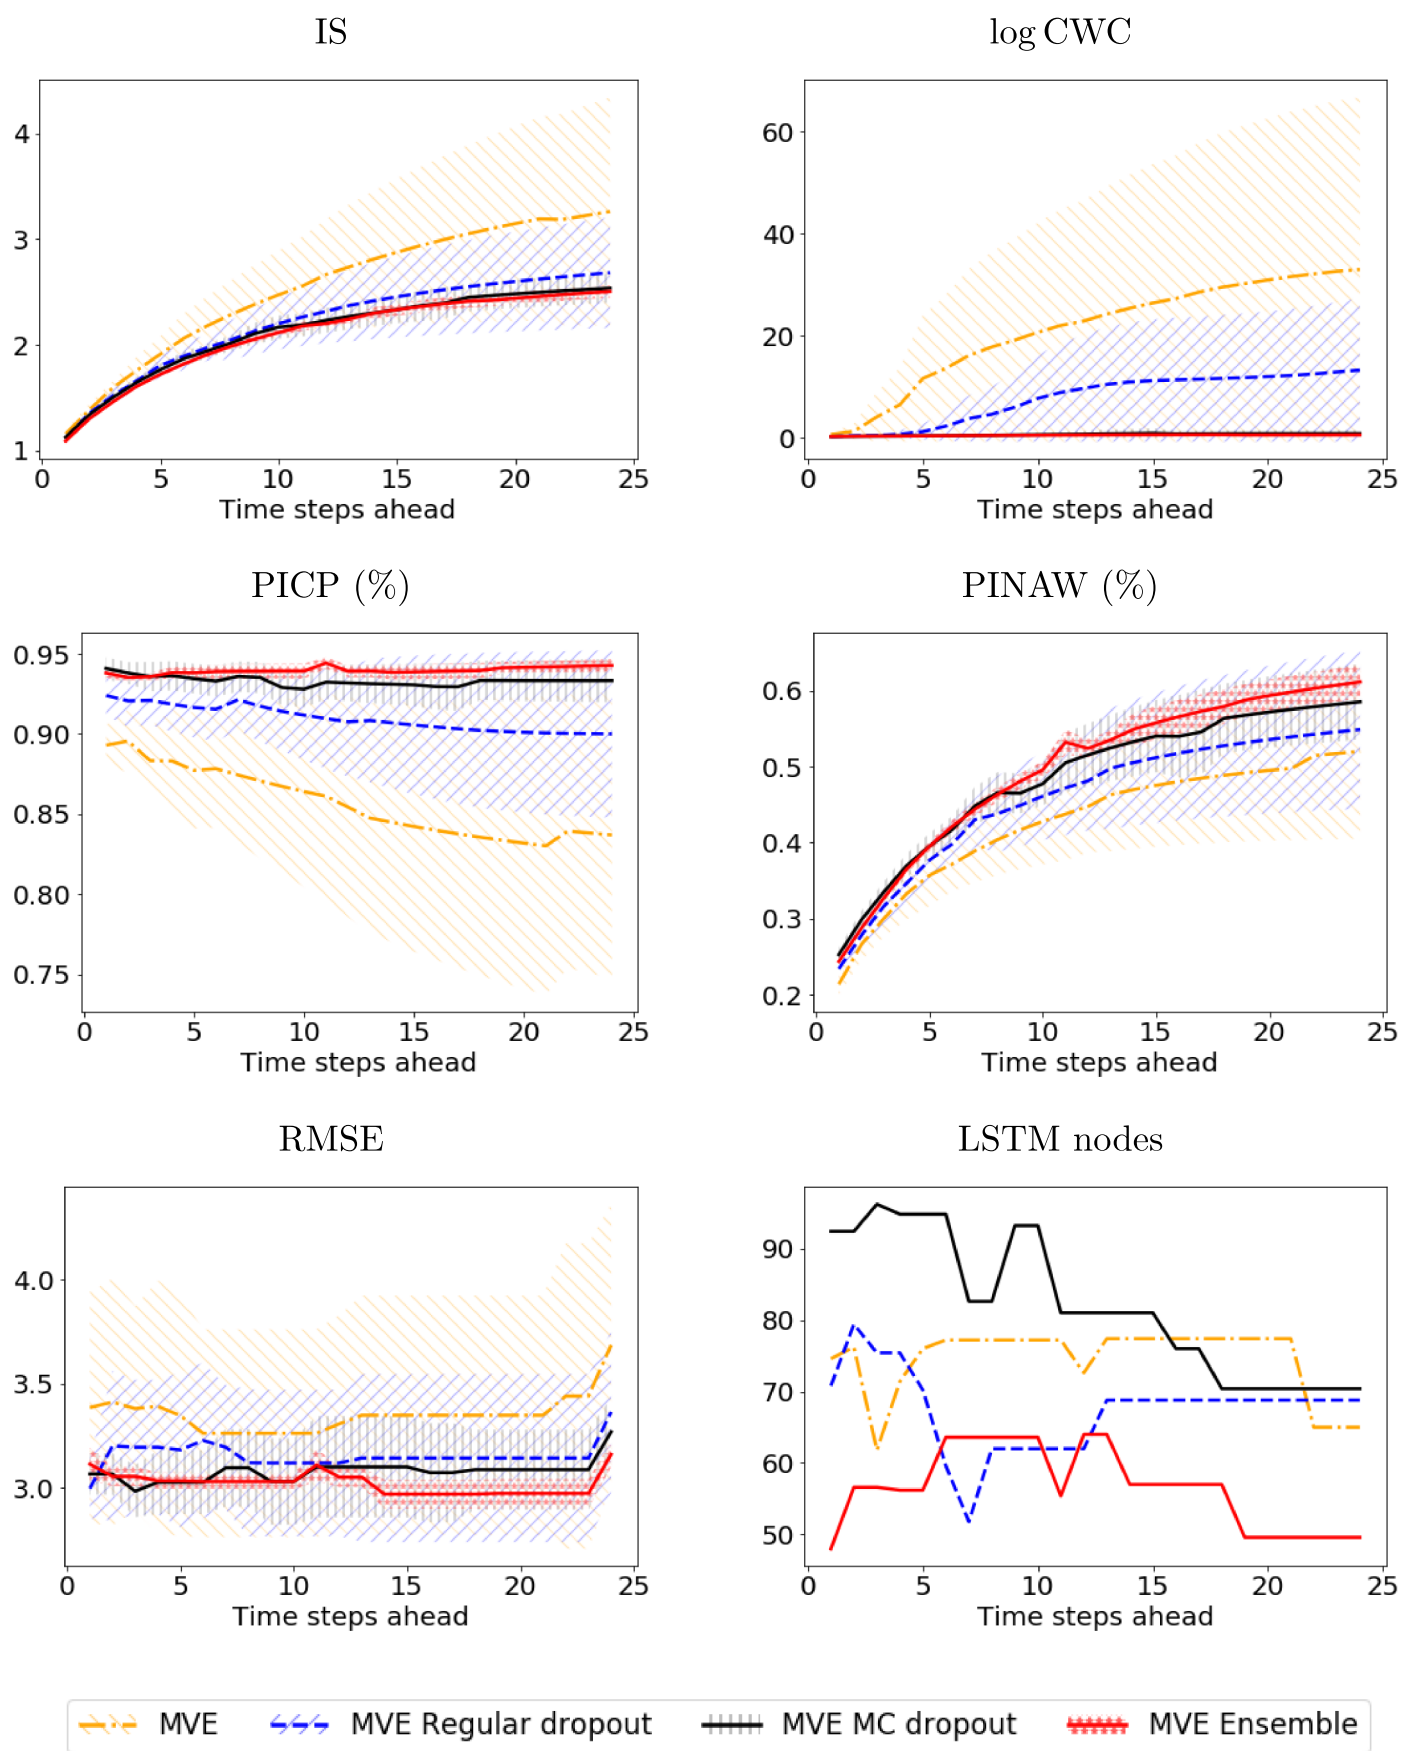 IS
log CWC
4
3
2
1
0 5 10 15 20 25
Time steps ahead
60
40
20
0
0 5 10 15 20 25
Time steps ahead
PICP (%)
PINAW (%)
0.95
0.90
0.85
0.80
0.75
0 5 10 15 20 25
Time steps ahead
0.6
0.5
0.4
0.3
0.2
0 5 10 15 20 25
Time steps ahead
RMSE
LSTM nodes
4.0
3.5
3.0
0 5 10 15 20 25
Time steps ahead
90
80
70
60
50
0 5 10 15 20 25
Time steps ahead
MVE MVE Regular dropout MVE MC dropout MVE Ensemble